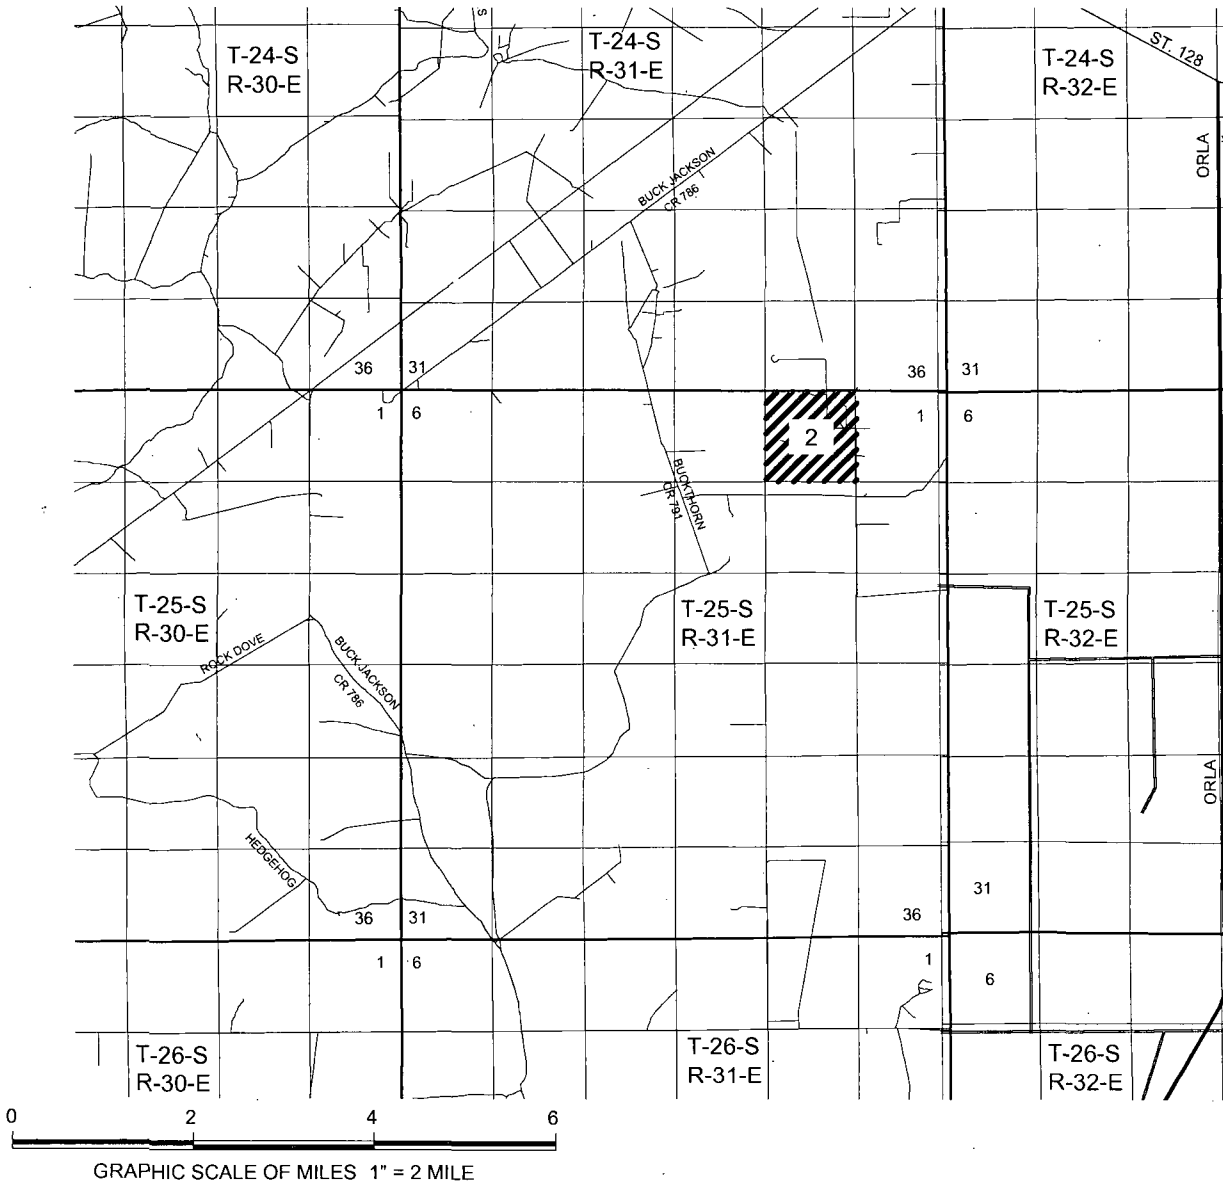 S
T-24-S
R-30-E
T-24-S
R-31-E
T-24-S
R-32-E
ST. 128
ORLA
BUCK JACKSON
CR 786
36
31
36
31
1
6
1
6
2
BUCKTHORN
CR 791
T-25-S
R-30-E
T-25-S
R-31-E
T-25-S
R-32-E
ROCK DOVE
BUCK JACKSON
CR 786
ORLA
HEDGEHOG
36
31
36
31
1
6
1
6
T-26-S
R-30-E
T-26-S
R-31-E
T-26-S
R-32-E
0 2 4 6
GRAPHIC SCALE OF MILES 1" = 2 MILE